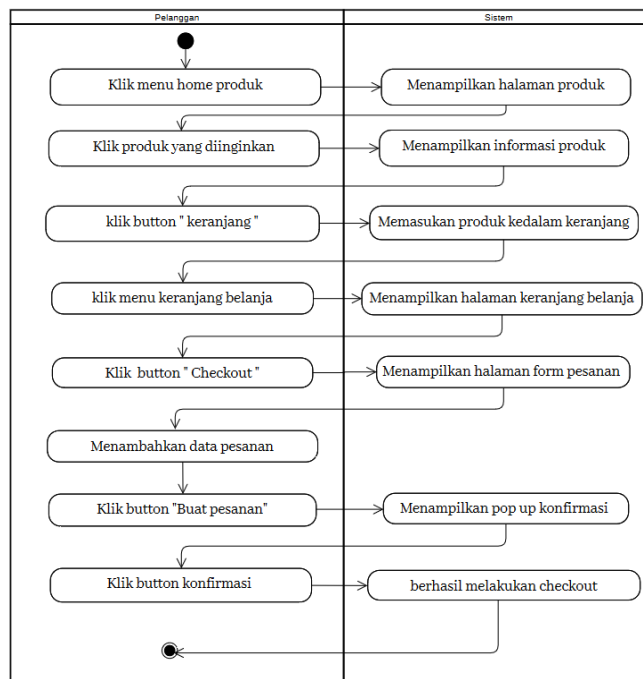 Pelanggan
Sistem
Klik menu home produk
Menampilkan halaman produk
Klik produk yang diinginkan
Menampilkan informasi produk
klik button " keranjang "
Memasukan produk kedalam keranjang
klik menu keranjang belanja
Menampilkan halaman keranjang belanja
Klik button " Checkout "
Menampilkan halaman form pesanan
Menambahkan data pesanan
Klik button "Buat pesanan"
Menampilkan pop up konfirmasi
Klik button konfirmasi
berhasil melakukan checkout